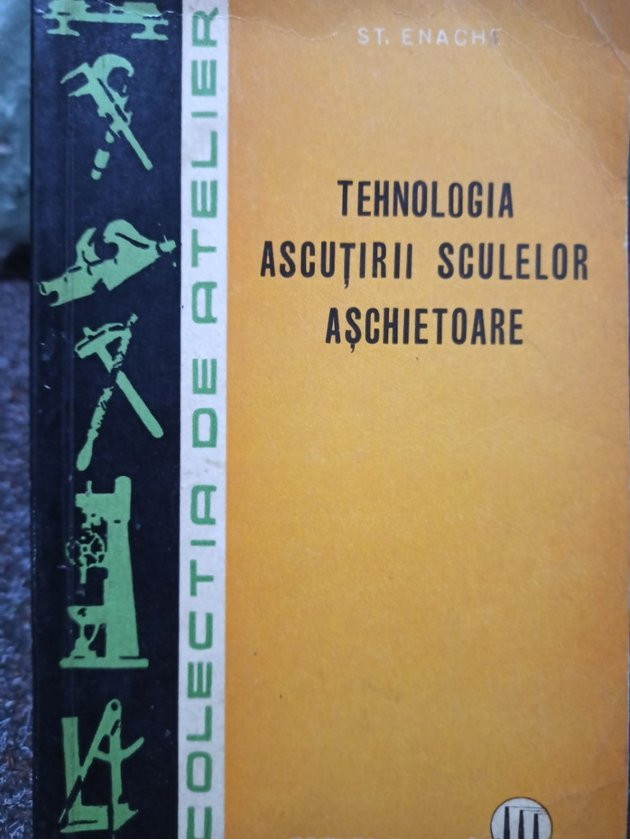 ST. ENACHE
TEHNOLOGIA
ASCUȚIRII SCULELOR
AȘCHIETOARE
COLECTIA DE ATELIER